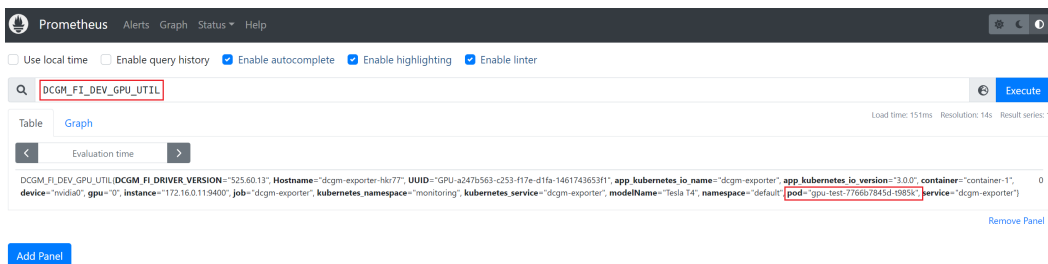 Prometheus Alerts Graph Status Help
Use local time Enable query history Enable autocomplete Enable highlighting Enable linter
DCGM_FI_DEV_GPU_UTIL Execute
Load time: 151ms Resolution: 14s Result series:
Table Graph
Evaluation time
DCGM_FI_DEV_GPU_UTIL{DCGM_FI_DRIVER_VERSION="525.60.13", Hostname="dcgm-exporter-hkr77", UUID="GPU-a247b563-c253-f17e-d1fa-1461743653f1", app_kubernetes_io_name="dcgm-exporter", app_kubernetes_io_version="3.0.0", container="container-1", 0
device="nvidia0", gpu="0", instance="172.16.0.11:9400", job="dcgm-exporter", kubernetes_namespace="monitoring", kubernetes_service="dcgm-exporter", modelName="Tesla T4", namespace="default", pod="gpu-test-7766b7845d-t985k", service="dcgm-exporter"}
Remove Panel
Add Panel